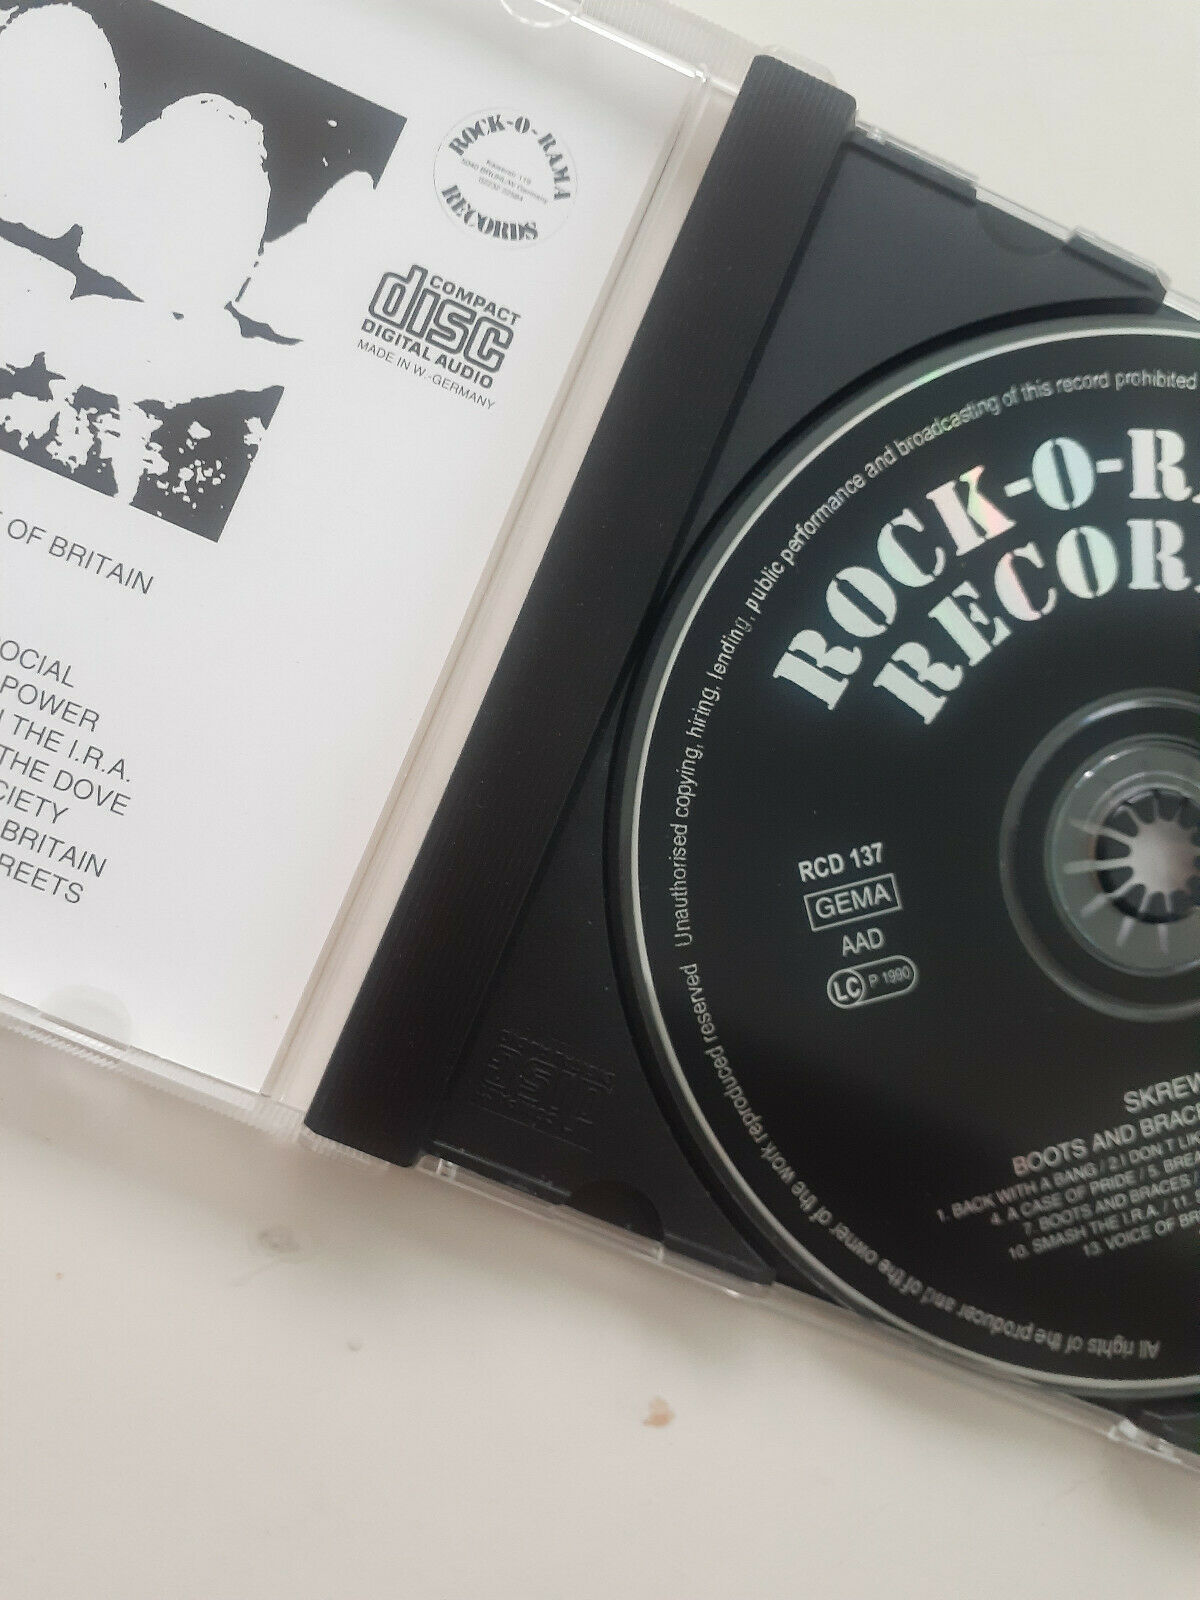 ROCK-O-RAMA
RECORDS
COMPACT
disc
DIGITAL AUDIO
MADE IN W.-GERMANY
OF BRITAIN
OCIAL
POWER
THE I.R.A.
THE DOVE
CIETY
BRITAIN
REETS
Unauthorised copying, hiring, lending, public performance and broadcasting of this record prohibited
ROCK-O-RA
RECOR
RCD 137
GEMA
AAD
LC P 1990
All rights of the producer and of the owner of the work reproduced reserved
SKREW
BOOTS AND BRAC
1. BACK WITH A BANG / 2. I DON'T LIK
4. A CASE OF PRIDE / 5. BREA
7. BOOTS AND BRACES
10. SMASH THE I.R.A. / 11.
13. VOICE OF BR